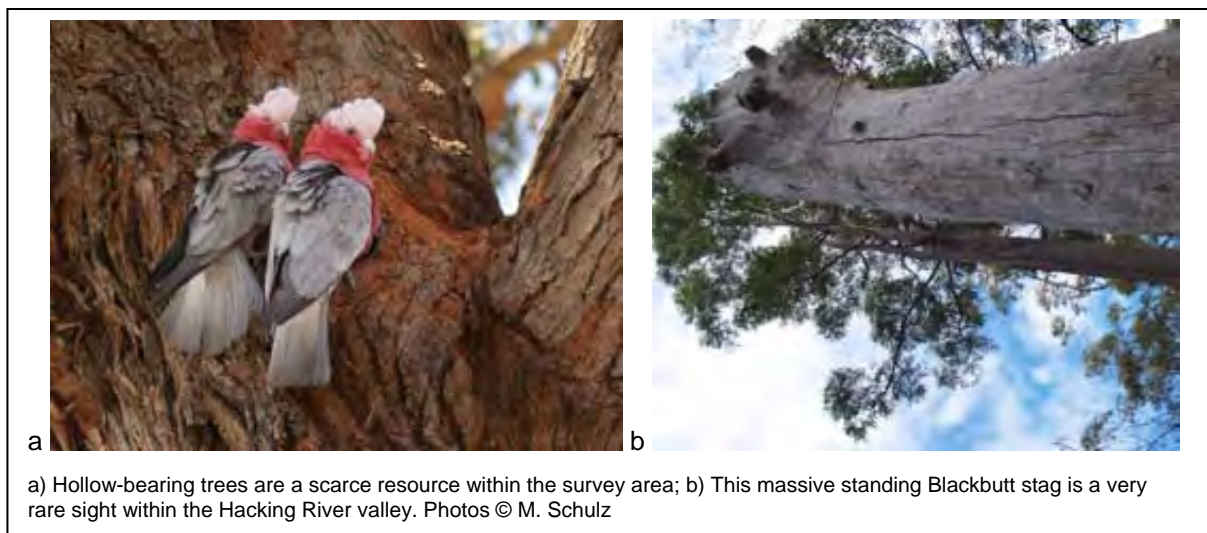 a
b
a) Hollow-bearing trees are a scarce resource within the survey area; b) This massive standing Blackbutt stag is a very
rare sight within the Hacking River valley. Photos © M. Schulz